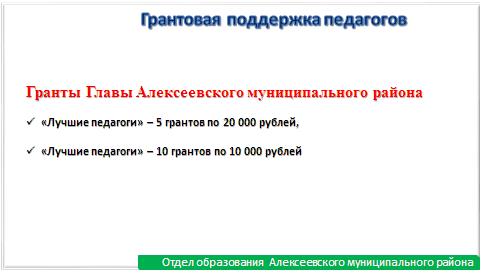 Грантовая поддержка педагогов
Гранты Главы Алексеевского муниципального района
✓ «Лучшие педагоги» – 5 грантов по 20 000 рублей,
✓ «Лучшие педагоги» – 10 грантов по 10 000 рублей
Отдел образования Алексеевского муниципального района